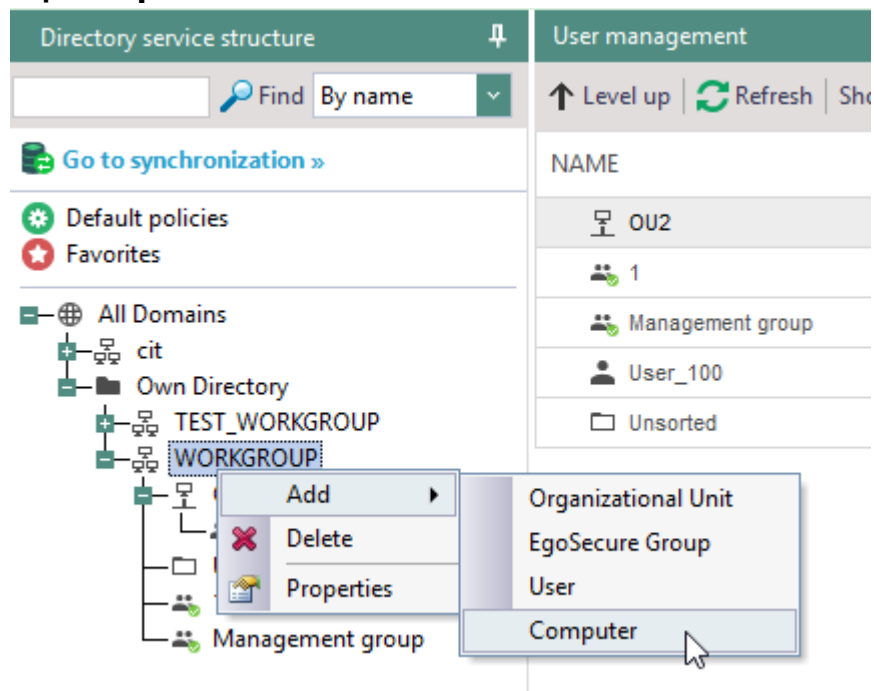 Directory service structure
Find By name
Go to synchronization »
Default policies
Favorites
All Domains
cit
Own Directory
TEST_WORKGROUP
WORKGROUP
Management group
Add
Delete
Properties
Organizational Unit
EgoSecure Group
User
Computer
User management
Level up Refresh
NAME
OU2
1
Management group
User_100
Unsorted